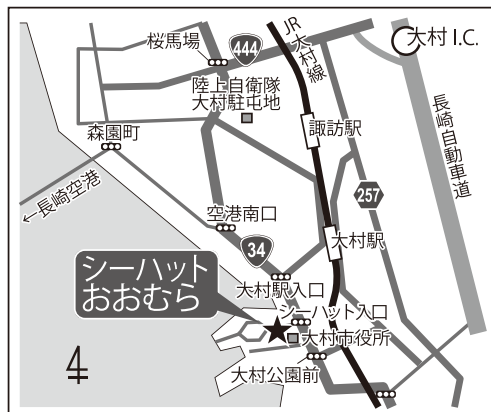 桜馬場
444
JR大村線
大村 I.C.
陸上自衛隊
大村駐屯地
諏訪駅
長崎自動車道
森園町
←長崎空港
257
空港南口
34
大村駅
シーハット
おおむら
大村駅入口
シーハット入口
大村市役所
大村公園前